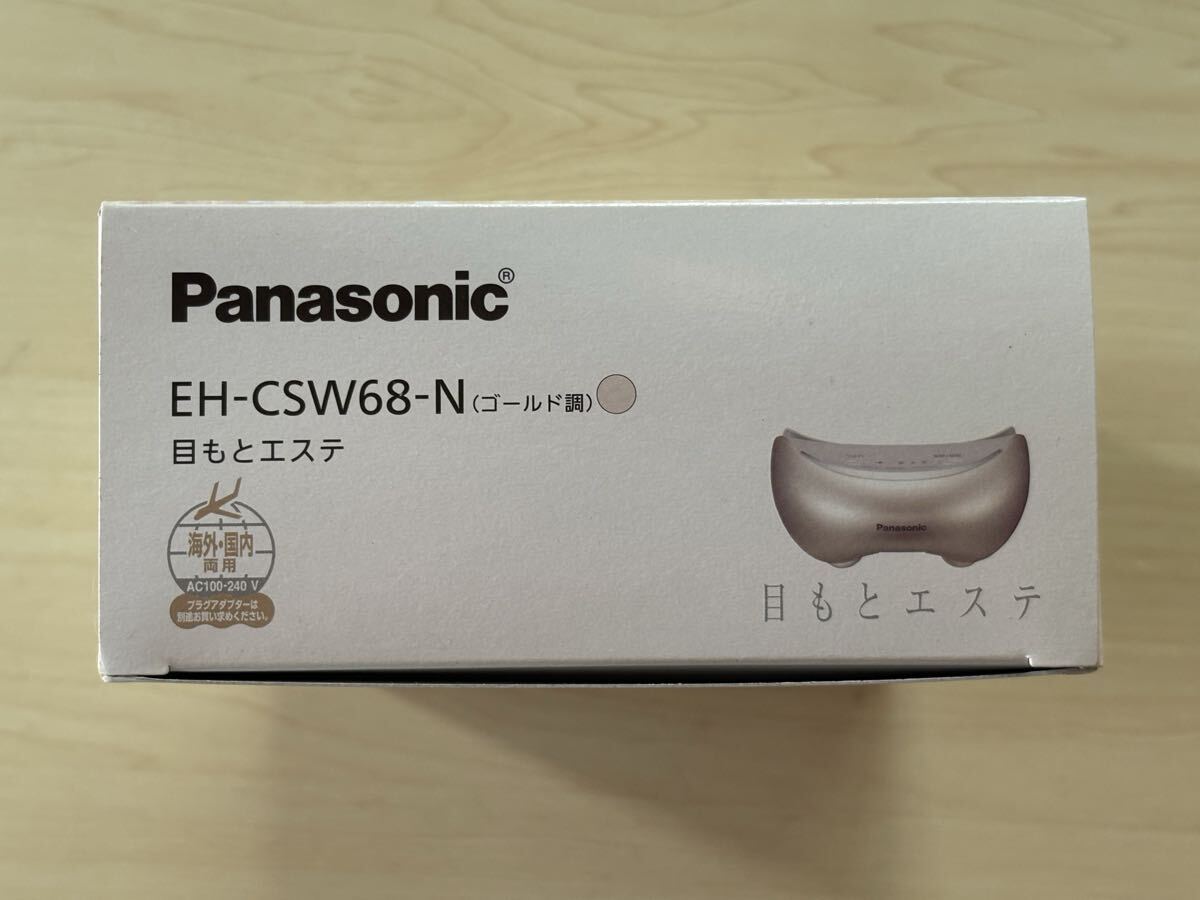 Panasonic®
EH-CSW68-N(ゴールド調)
目もとエステ
海外・国内
両用
AC100-240 V
プラグアダプターは
別途お買い求めください。
Panasonic
目もとエステ